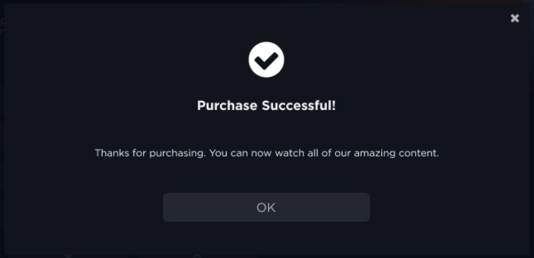 Purchase Successful!
Thanks for purchasing. You can now watch all of our amazing content.
OK